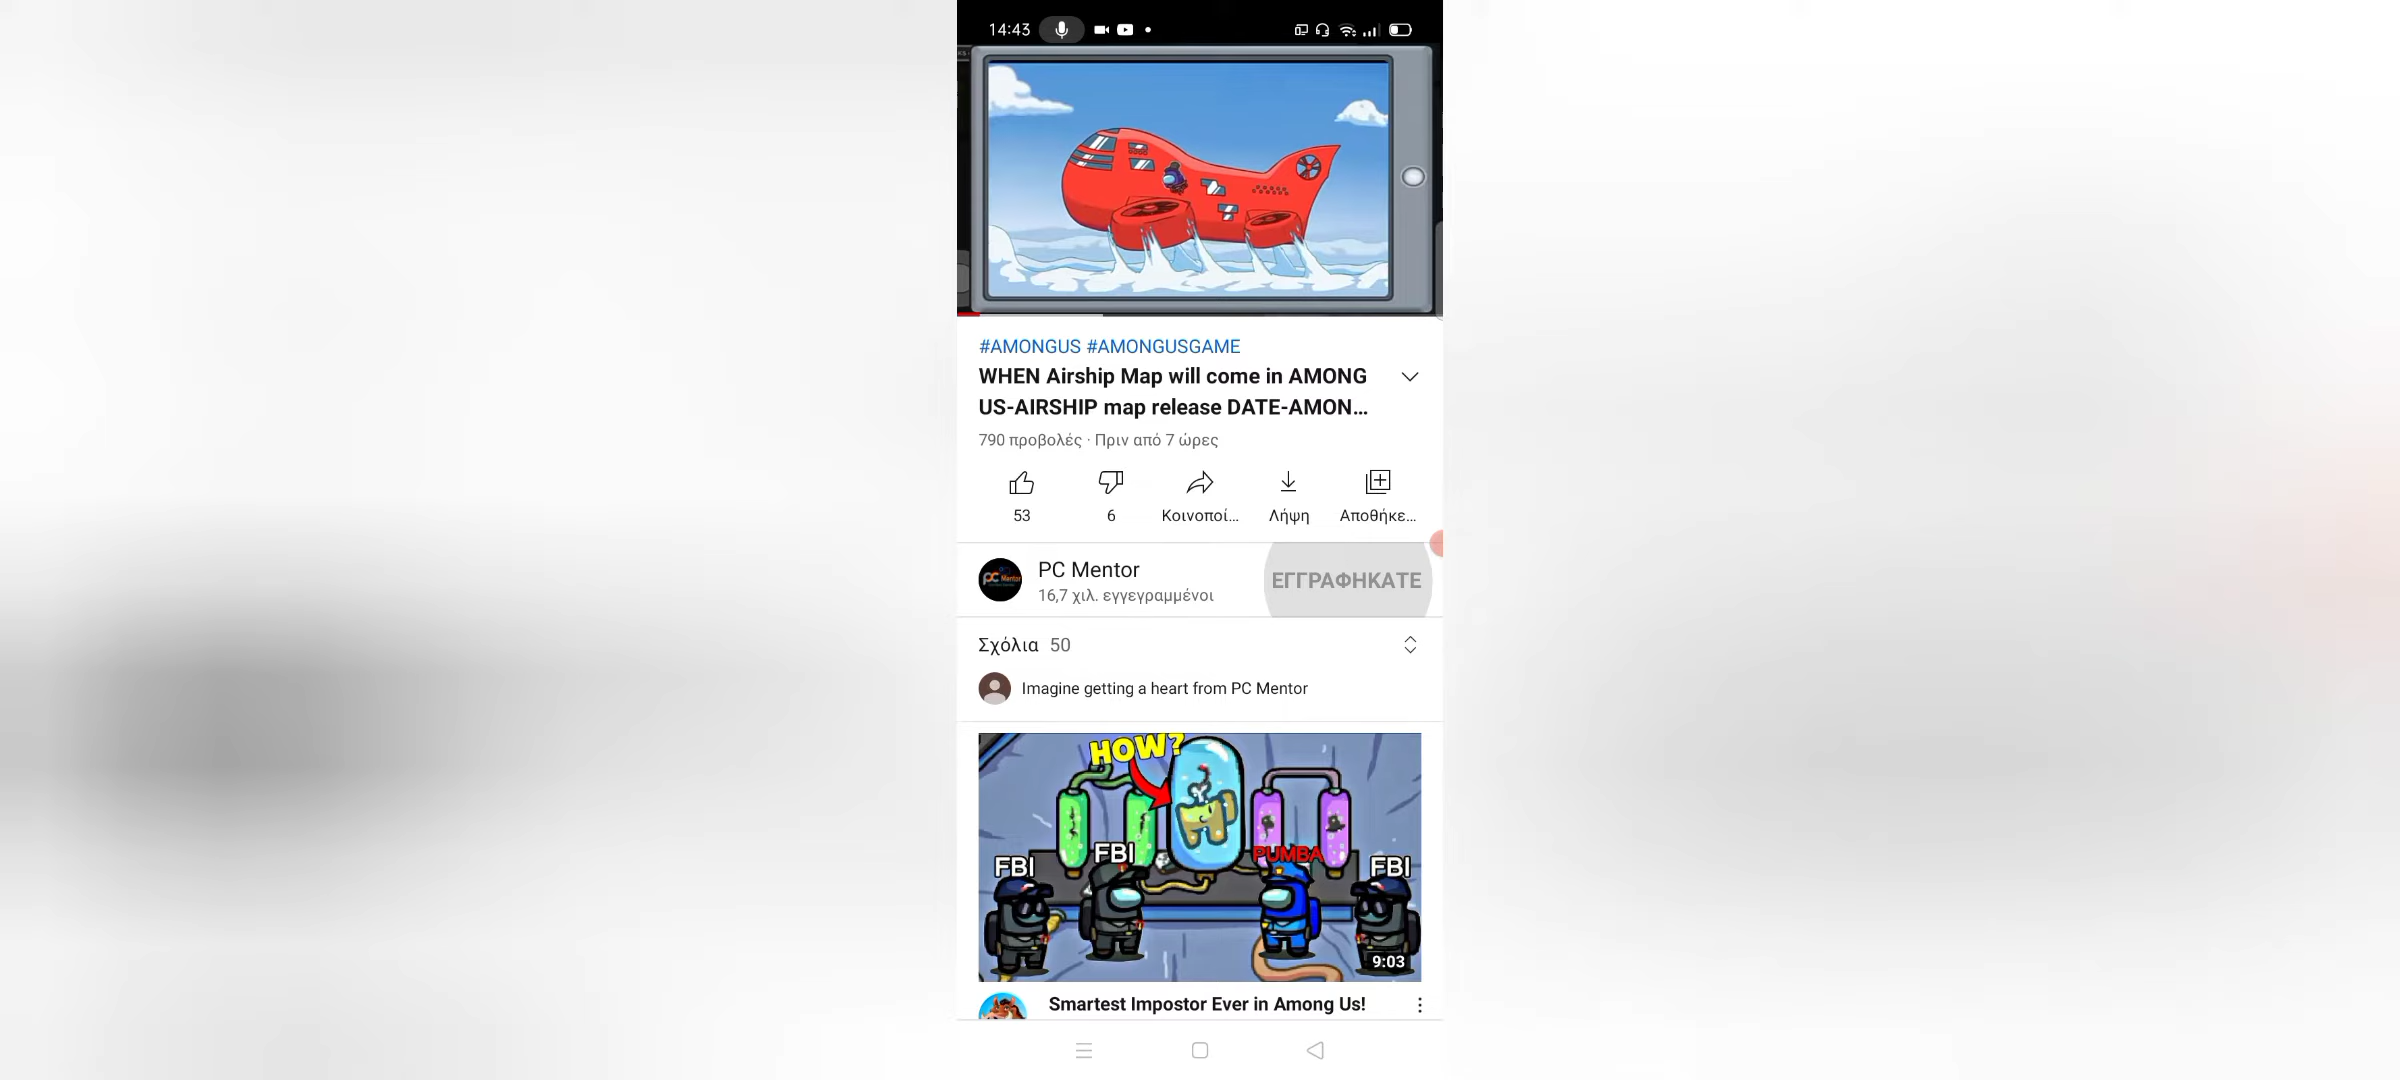 14:43
#AMONGUS #AMONGUSGAME
WHEN Airship Map will come in AMONG
US-AIRSHIP map release DATE-AMON...
790 προβολές · Πριν από 7 ώρες
53
6
Κοινοποί...
Λήψη
Αποθήκε...
PC Mentor
ΕΓΓΡΑΦΗΚΑΤΕ
16,7 χιλ. εγγεγραμμένοι
Σχόλια 50
Imagine getting a heart from PC Mentor
HOW?
FBI
FBI
PUMBA
FBI
9:03
Smartest Impostor Ever in Among Us!